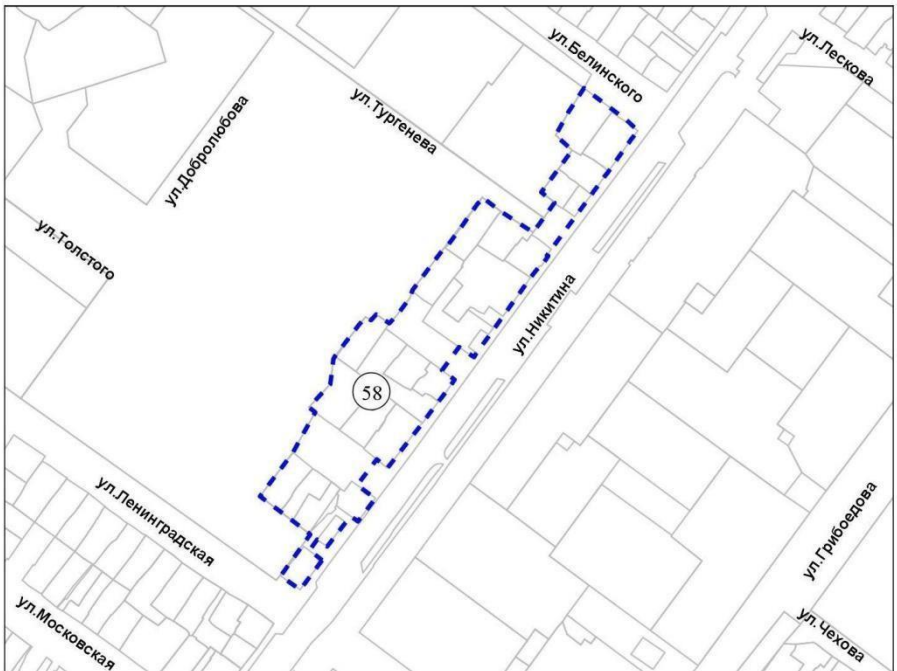 ул.Белинского
ул.Лескова
ул.Тургенева
ул.Добролюбова
ул.Толстого
ул.Никитина
58
ул.Ленинградская
ул.Грибоедова
ул.Московская
ул.Чехова